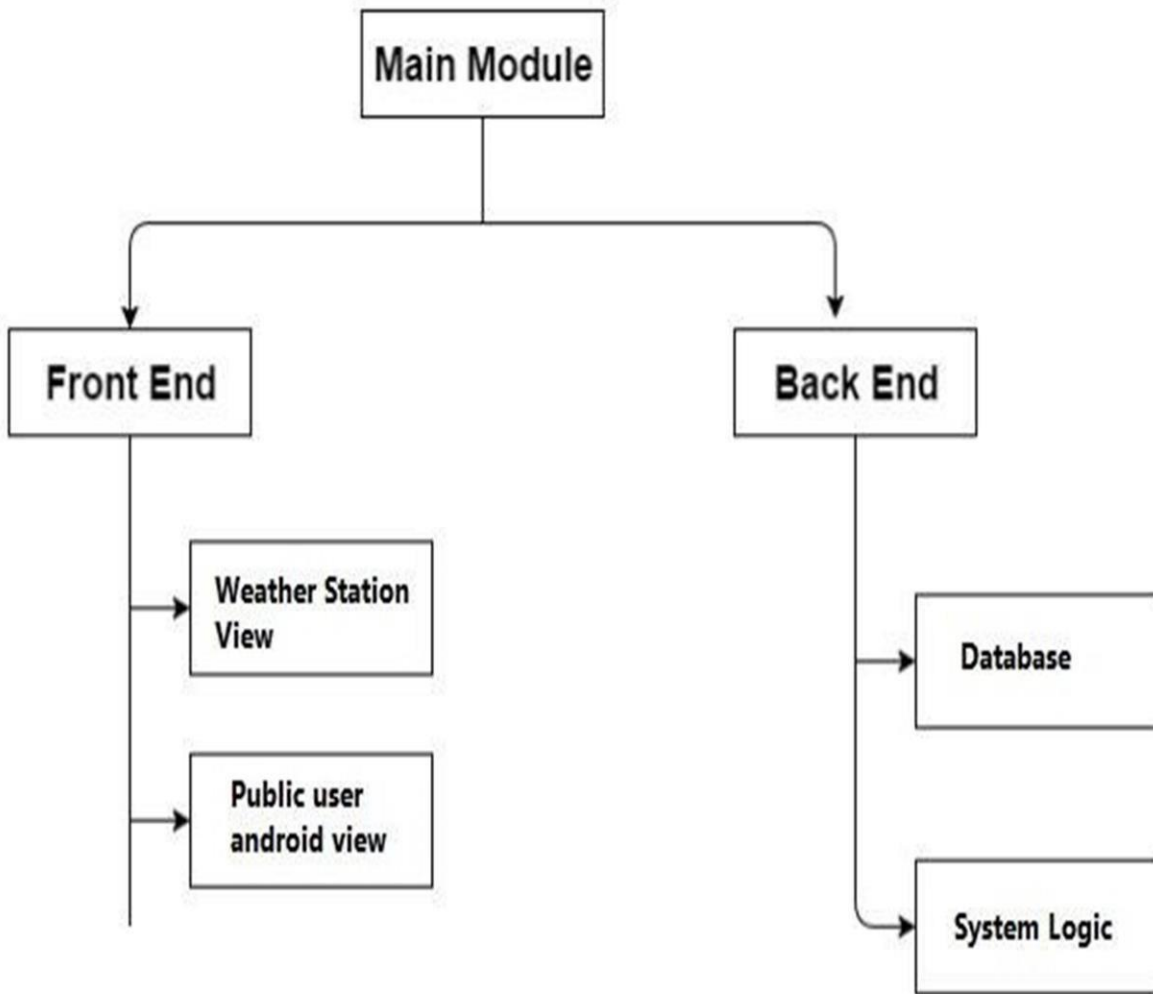 Main Module
Front End
Back End
Weather Station
View
Database
Public user
android view
System Logic